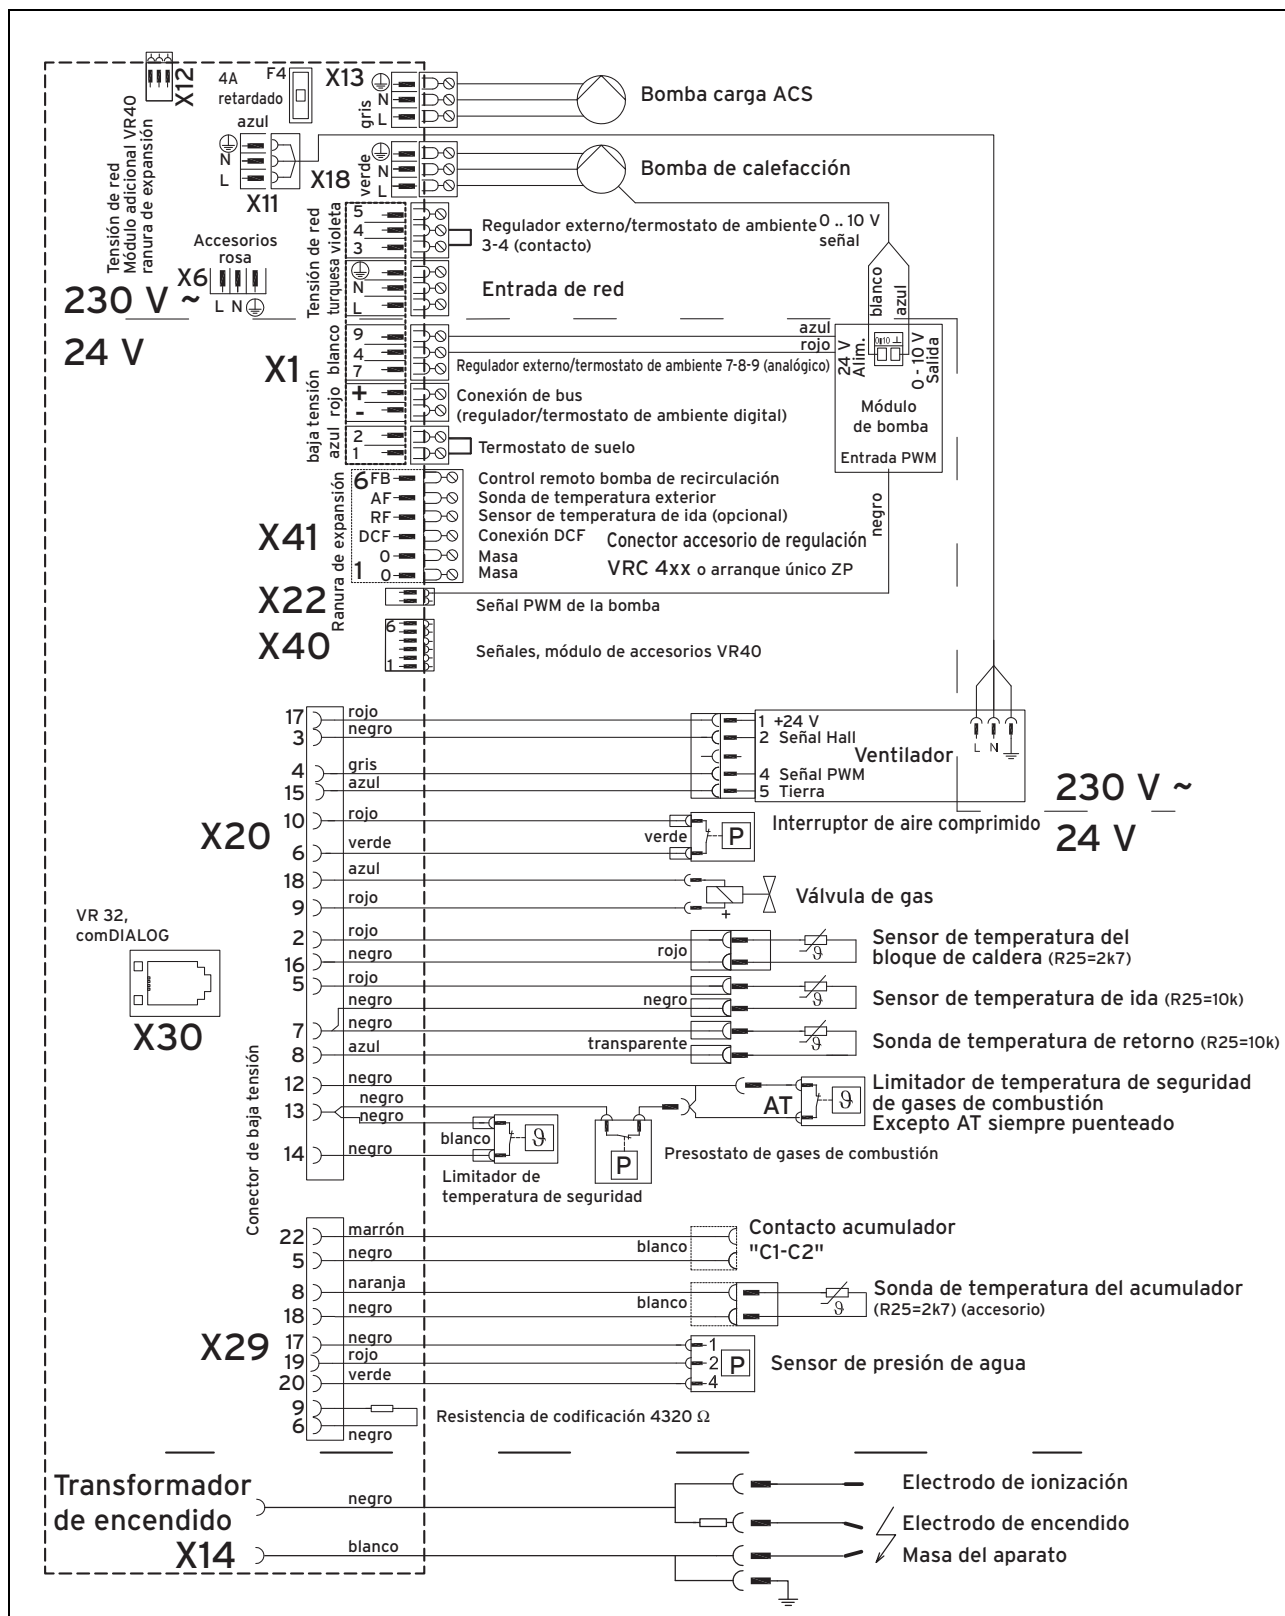 X12
Tensión de red
Módulo adicional VR40
ranura de expansión
4A
retardado
F4
X13
gris
N
L
Bomba carga ACS
azul
N
L
X11
X18
verde
N
L
Bomba de calefacción
Accesorios
rosa
X6
L N
230 V ~
24 V
Tensión de red
turquesa violeta
5
4
3
Regulador externo/termostato de ambiente
3-4 (contacto)
0 .. 10 V
señal
N
L
Entrada de red
blanco
azul
X1
baja tensión
azul rojo blanco
9
4
7
azul
rojo
Regulador externo/termostato de ambiente 7-8-9 (analógico)
+
-
Conexión de bus
(regulador/termostato de ambiente digital)
2
1
Termostato de suelo
24 V
Alim.
0 - 10 V
Salida
Módulo
de bomba
Entrada PWM
negro
X41
Ranura de expansión
6 FB
Control remoto bomba de recirculación
AF
Sonda de temperatura exterior
RF
Sensor de temperatura de ida (opcional)
DCF
Conexión DCF
Conector accesorio de regulación
0
Masa
VRC 4xx o arranque único ZP
1 0
Masa
X22
Señal PWM de la bomba
X40
6
1
Señales, módulo de accesorios VR40
X20
Conector de baja tensión
17 rojo
3 negro
4 gris
15 azul
1 +24 V
2 Señal Hall
4 Señal PWM
5 Tierra
Ventilador
L N
230 V ~
24 V
10 rojo
6 verde
verde
P
Interruptor de aire comprimido
18 azul
9 rojo
+
Válvula de gas
VR 32,
comDIALOG
X30
2 rojo
16 negro
rojo
ϑ
Sensor de temperatura del
bloque de caldera (R25=2k7)
5 rojo
negro
negro
ϑ
Sensor de temperatura de ida (R25=10k)
7 negro
8 azul
transparente
ϑ
Sonda de temperatura de retorno (R25=10k)
12 negro
AT
ϑ
Limitador de temperatura de seguridad
de gases de combustión
Excepto AT siempre puenteado
13 negro
negro
14 negro
blanco
ϑ
Limitador de
temperatura de seguridad
P
Presostato de gases de combustión
X29
22 marrón
5 negro
blanco
Contacto acumulador
"C1-C2"
8 naranja
18 negro
blanco
ϑ
Sonda de temperatura del acumulador
(R25=2k7) (accesorio)
17 negro
19 rojo
20 verde
1
2
4
P
Sensor de presión de agua
9
6
negro
Resistencia de codificación 4320 Ω
Transformador
de encendido
X14
negro
blanco
Electrodo de ionización
Electrodo de encendido
Masa del aparato